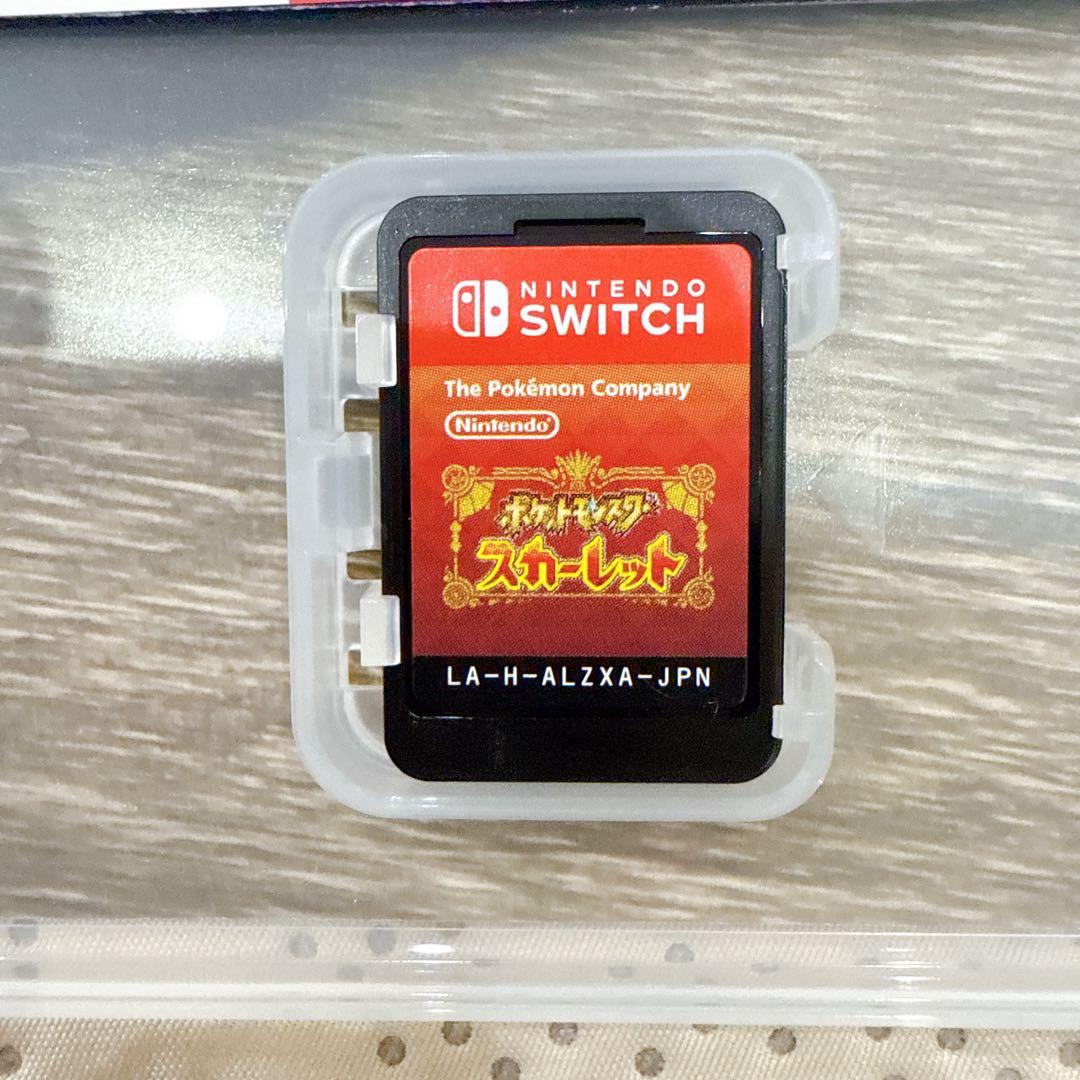 NINTENDO
SWITCH
The Pokémon Company
Nintendo
ポケットモンスター
スカーレット
LA-H-ALZXA-JPN